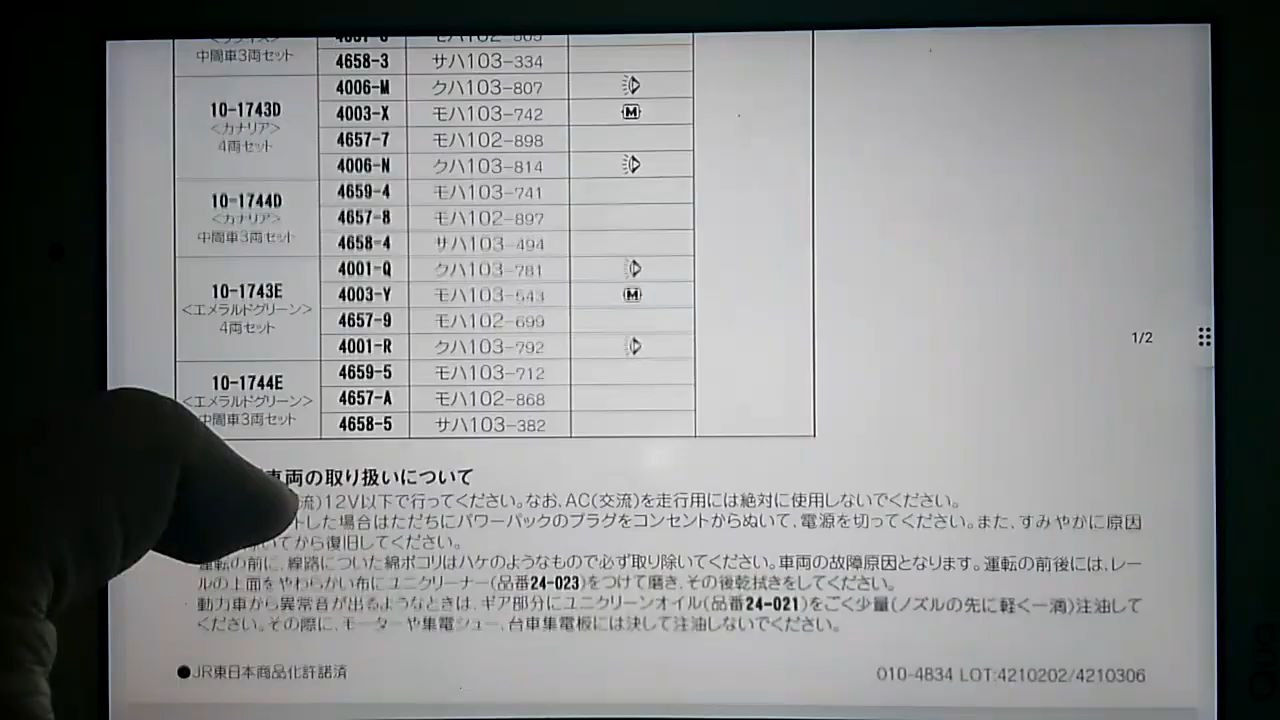 中間車3両セット
4658-3 サハ103-334
10-1743D
<カナリア>
4両セット
4006-M クハ103-807
4003-X モハ103-742 M
4657-7 モハ102-898
4006-N クハ103-814
10-1744D
<カナリア>
中間車3両セット
4659-4 モハ103-741
4657-8 モハ102-897
4658-4 サハ103-494
10-1743E
<エメラルドグリーン>
4両セット
4001-Q クハ103-781
4003-Y モハ103-543 M
4657-9 モハ102-699
4001-R クハ103-792
10-1744E
<エメラルドグリーン>
中間車3両セット
4659-5 モハ103-712
4657-A モハ102-868
4658-5 サハ103-382
1/2
車両の取り扱いについて
流)12V以下で行ってください。なお、AC(交流)を走行用には絶対に使用しないでください。
トした場合はただちにパワーパックのプラグをコンセントからぬいて、電源を切ってください。また、すみやかに原因
いてから復旧してください。
運転の前に、線路についた綿ボコリはハケのようなもので必ず取り除いてください。車両の故障原因となります。運転の前後には、レー
ルの上面をやわらかい布にユニクリーナー(品番24-023)をつけて磨き、その後乾拭きをしてください。
動力車から異常音が出るようなときは、ギア部分にユニクリーンオイル(品番24-021)をごく少量(ノズルの先に軽く一滴)注油して
ください。その際に、モーターや集電シュー、台車集電板には決して注油しないでください。
●JR東日本商品化許諾済
010-4834 LOT:4210202/4210306